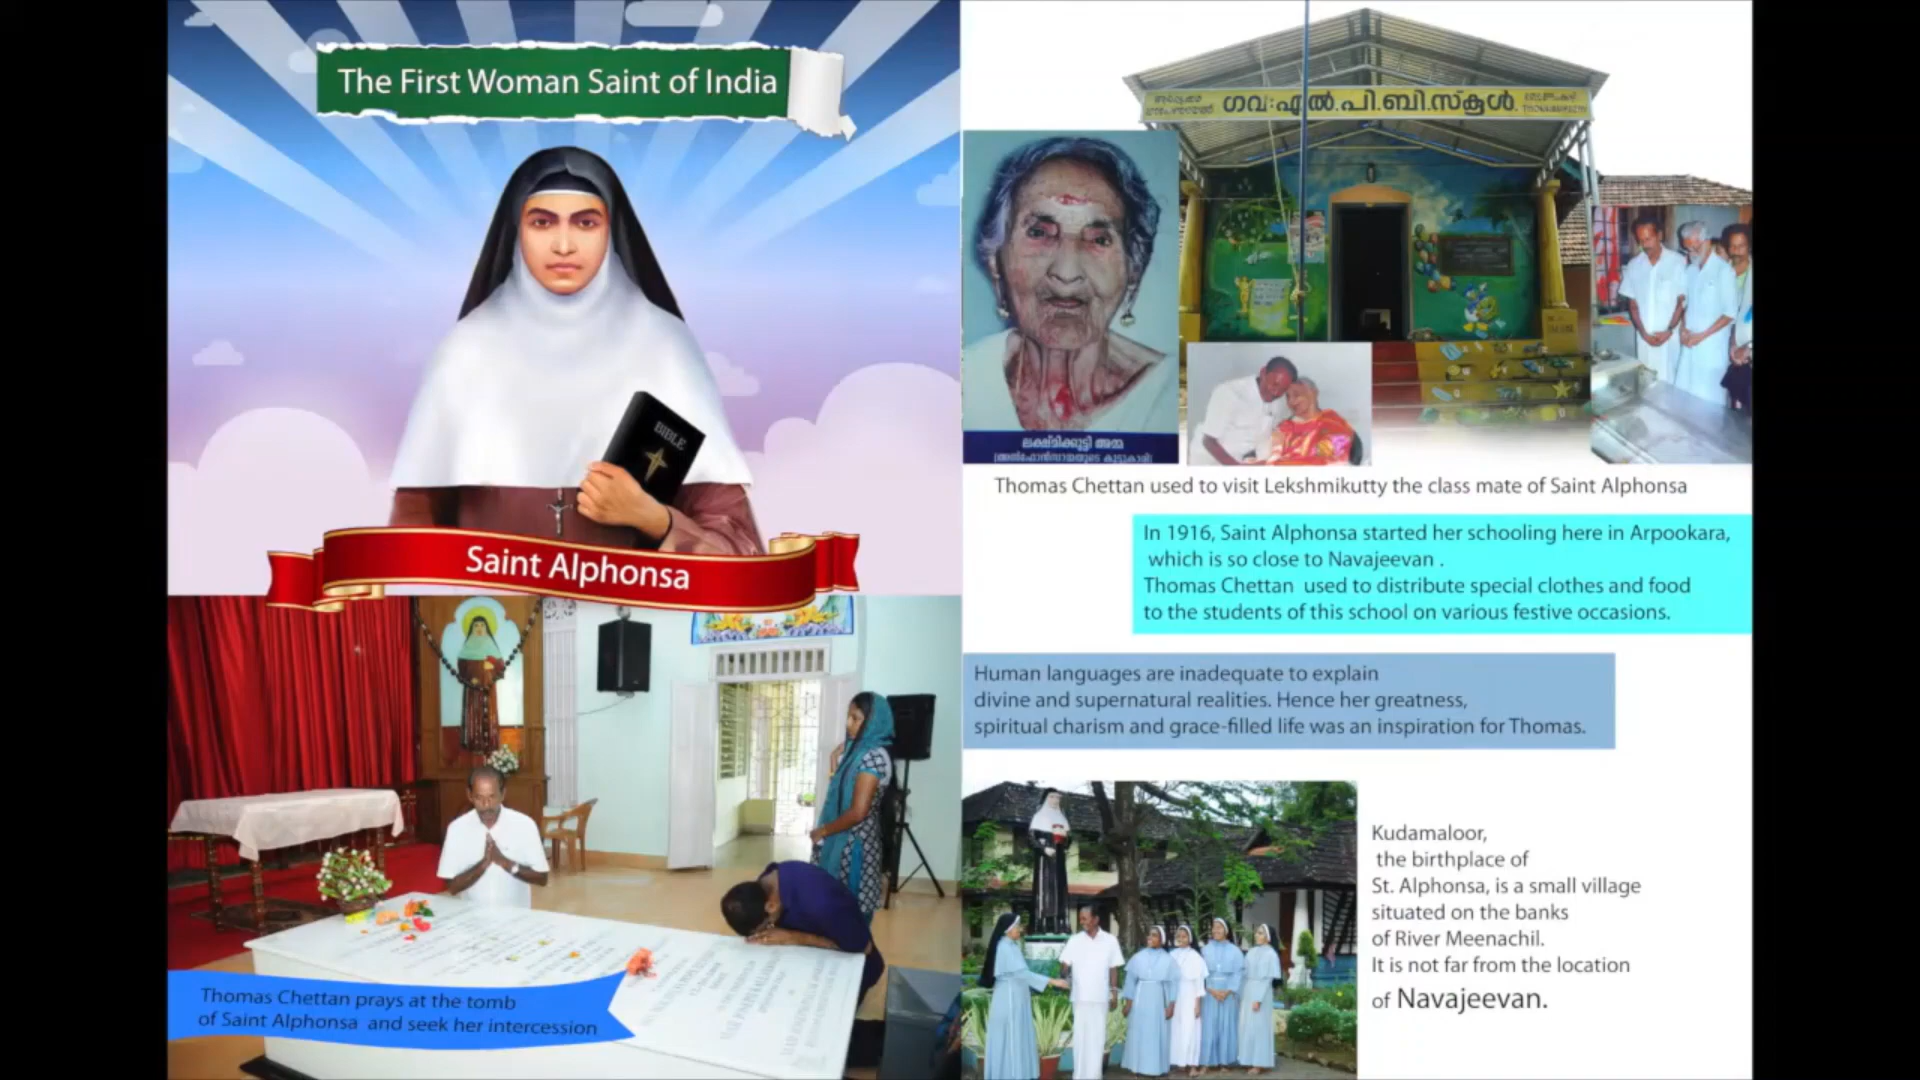 The First Woman Saint of India
BIBLE
Saint Alphonsa
Thomas Chettan prays at the tomb
of Saint Alphonsa and seek her intercession
ഗവ:എൽ.പി.ബി.സ്കൂൾ.
ലക്ഷ്മിക്കുട്ടി അമ്മ
(അൽഫോൻസാമ്മയുടെ കൂട്ടുകാരി)
Thomas Chettan used to visit Lekshmikutty the class mate of Saint Alphonsa
In 1916, Saint Alphonsa started her schooling here in Arpookara,
which is so close to Navajeevan .
Thomas Chettan used to distribute special clothes and food
to the students of this school on various festive occasions.
Human languages are inadequate to explain
divine and supernatural realities. Hence her greatness,
spiritual charism and grace-filled life was an inspiration for Thomas.
Kudamaloor,
the birthplace of
St. Alphonsa, is a small village
situated on the banks
of River Meenachil.
It is not far from the location
of Navajeevan.